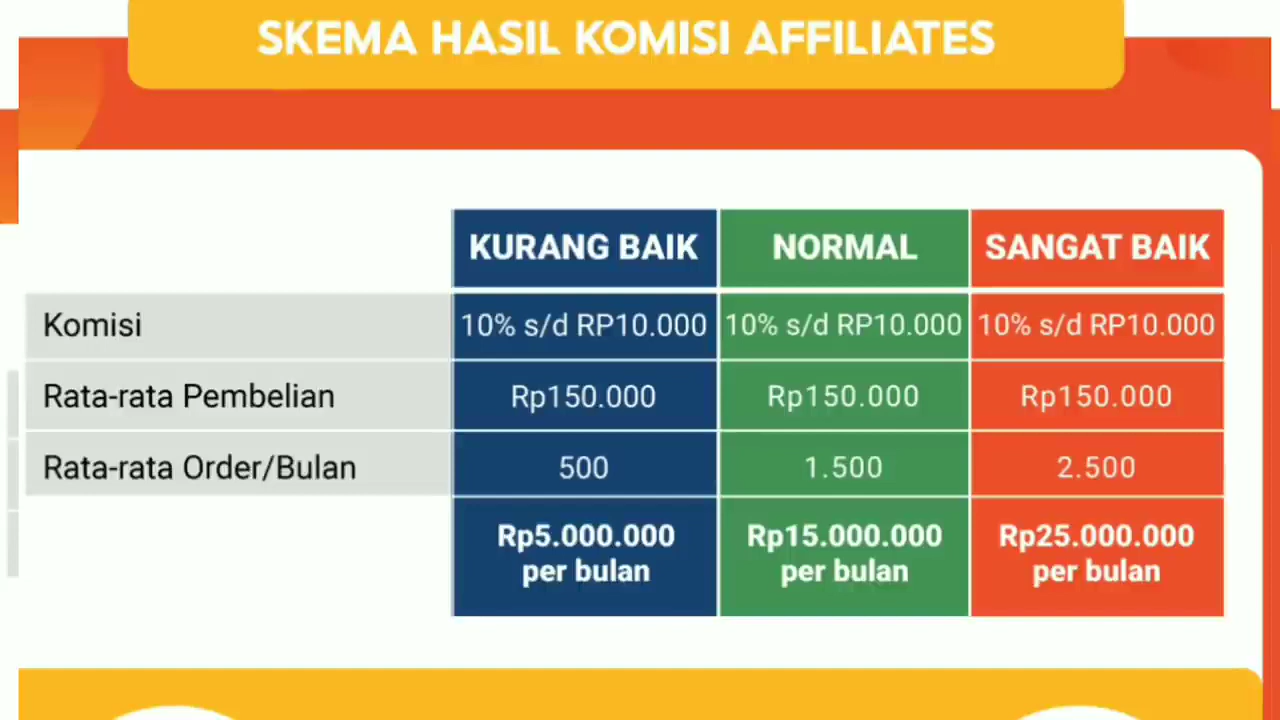 SKEMA HASIL KOMISI AFFILIATES
KURANG BAIK NORMAL SANGAT BAIK
Komisi 10% s/d RP10.000 10% s/d RP10.000 10% s/d RP10.000
Rata-rata Pembelian Rp150.000 Rp150.000 Rp150.000
Rata-rata Order/Bulan 500 1.500 2.500
Rp5.000.000 Rp15.000.000 Rp25.000.000
per bulan per bulan per bulan